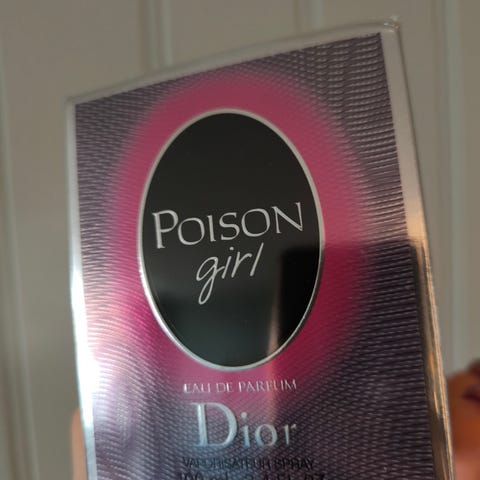 POISON
girl
EAU DE PARFUM
Dior
VAPORISATEUR SPRAY